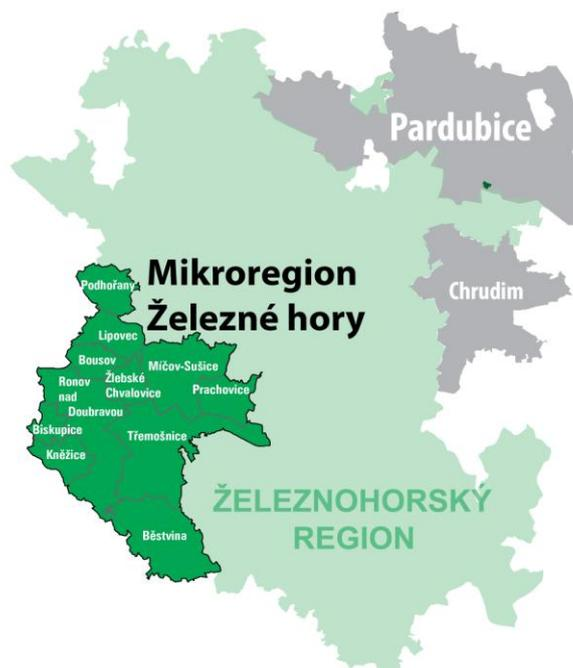 Pardubice
Mikroregion
Železné hory
Chrudim
Podhořany
Lipovec
Bousov
Míčov-Sušice
Ronov
nad
Doubravou
Žlebské
Chvalovice
Prachovice
Biskupice
Třemošnice
Kněžice
ŽELEZNOHORSKÝ
REGION
Běstvina